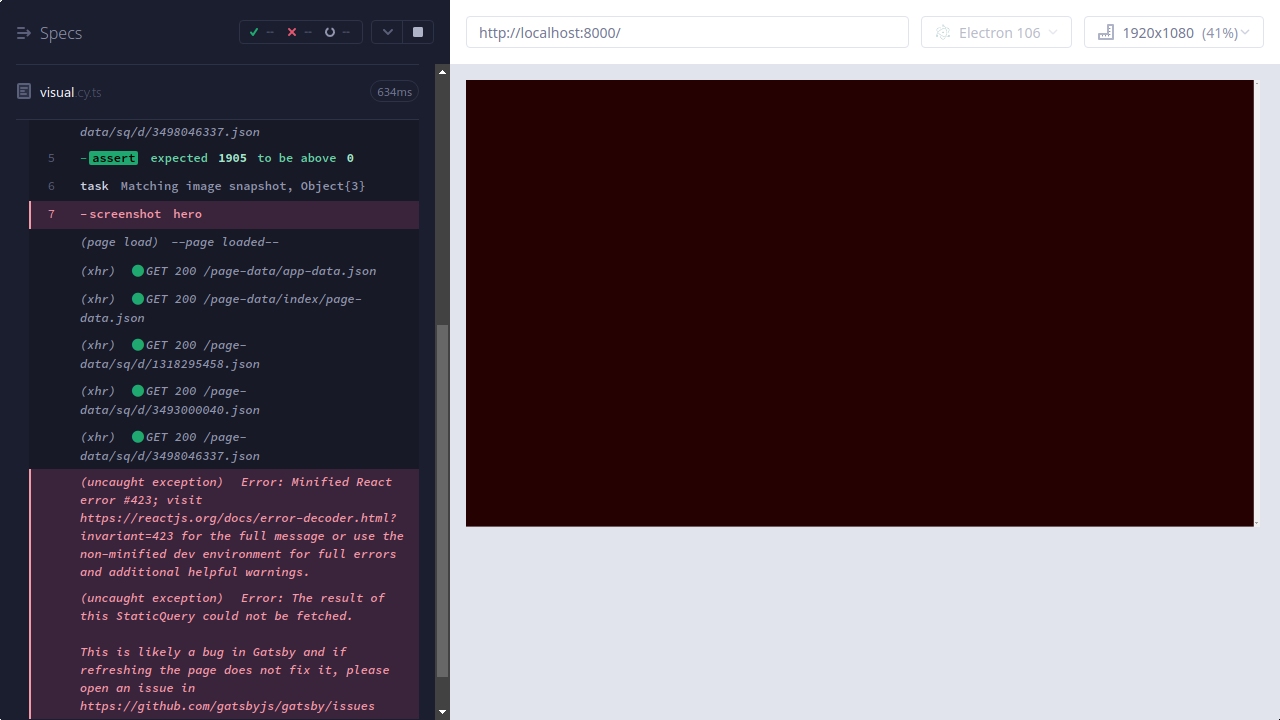 Specs
-- -- --
http://localhost:8000/
Electron 106
1920x1080 (41%)
visual.cy.ts
634ms
data/sq/d/3498046337.json
5 -assert expected 1905 to be above 0
6 task Matching image snapshot, Object{3}
7 -screenshot hero
(page load) --page loaded--
(xhr) GET 200 /page-data/app-data.json
(xhr) GET 200 /page-data/index/page-
data.json
(xhr) GET 200 /page-
data/sq/d/1318295458.json
(xhr) GET 200 /page-
data/sq/d/3493000040.json
(xhr) GET 200 /page-
data/sq/d/3498046337.json
(uncaught exception) Error: Minified React
error #423; visit
https://reactjs.org/docs/error-decoder.html?
invariant=423 for the full message or use the
non-minified dev environment for full errors
and additional helpful warnings.
(uncaught exception) Error: The result of
this StaticQuery could not be fetched.
This is likely a bug in Gatsby and if
refreshing the page does not fix it, please
open an issue in
https://github.com/gatsbyjs/gatsby/issues